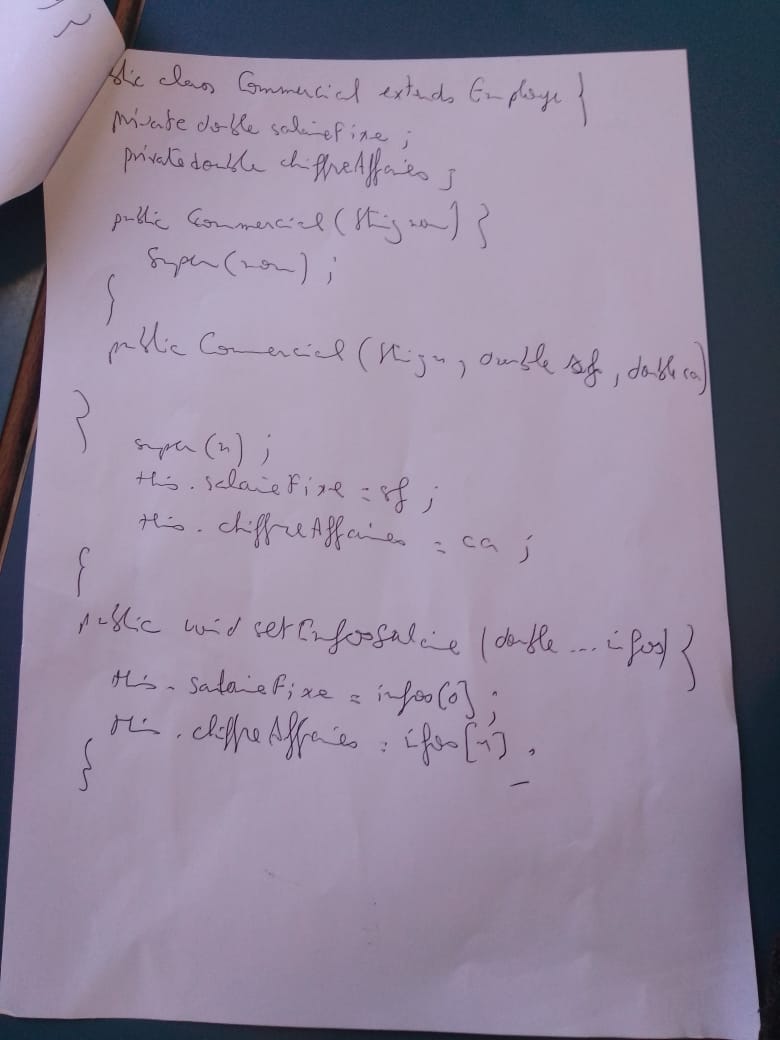 blic class Commercial extends Employe }
private double salaireFixe ;
private double chiffreAffaires ;
public Commercial (String nom) }
Super(nom) ;
{
public Commercial (String n, double sf, double ca)
}
super(n) ;
this.salaireFixe = sf ;
this.chiffreAffaires = ca ;
{
public void setInfosSalaire (double ... infos) }
this.salaireFixe = infos[0] ;
this.chiffreAffaires = infos[1] .
}